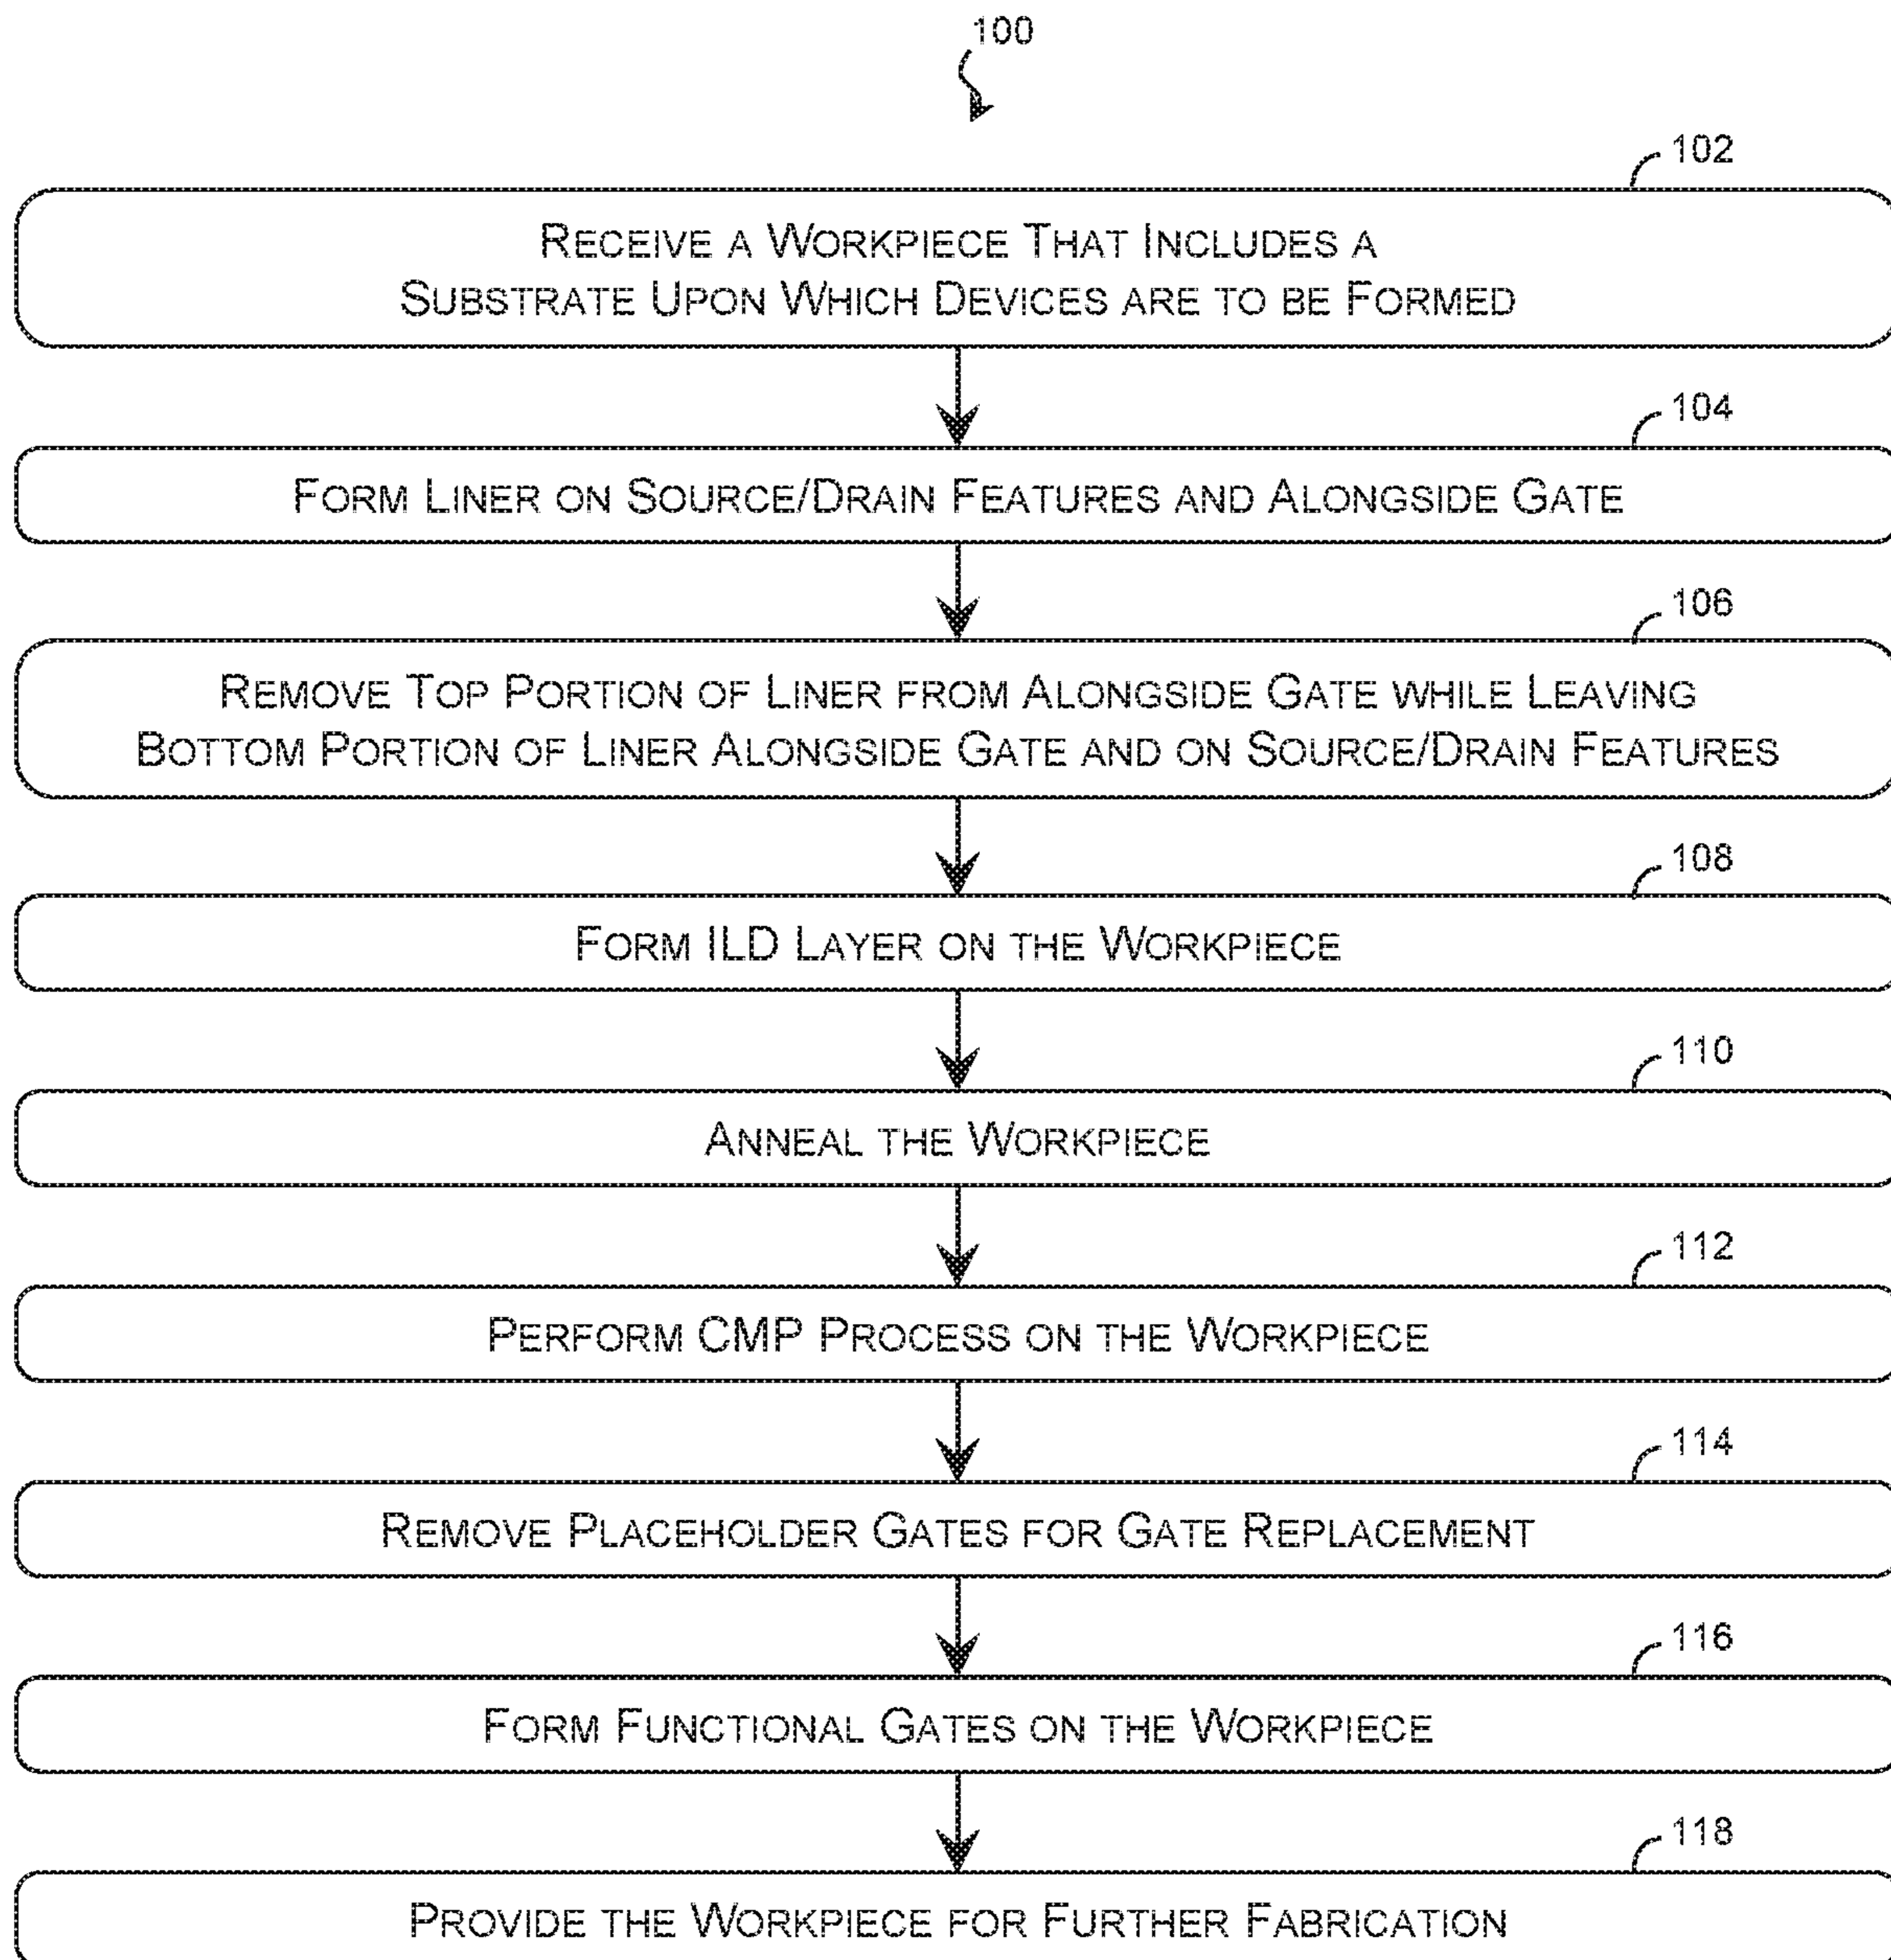 100
102
Receive a Workpiece That Includes a
Substrate Upon Which Devices are to be Formed
104
Form Liner on Source/Drain Features and Alongside Gate
106
Remove Top Portion of Liner from Alongside Gate while Leaving
Bottom Portion of Liner Alongside Gate and on Source/Drain Features
108
Form ILD Layer on the Workpiece
110
Anneal the Workpiece
112
Perform CMP Process on the Workpiece
114
Remove Placeholder Gates for Gate Replacement
116
Form Functional Gates on the Workpiece
118
Provide the Workpiece for Further Fabrication